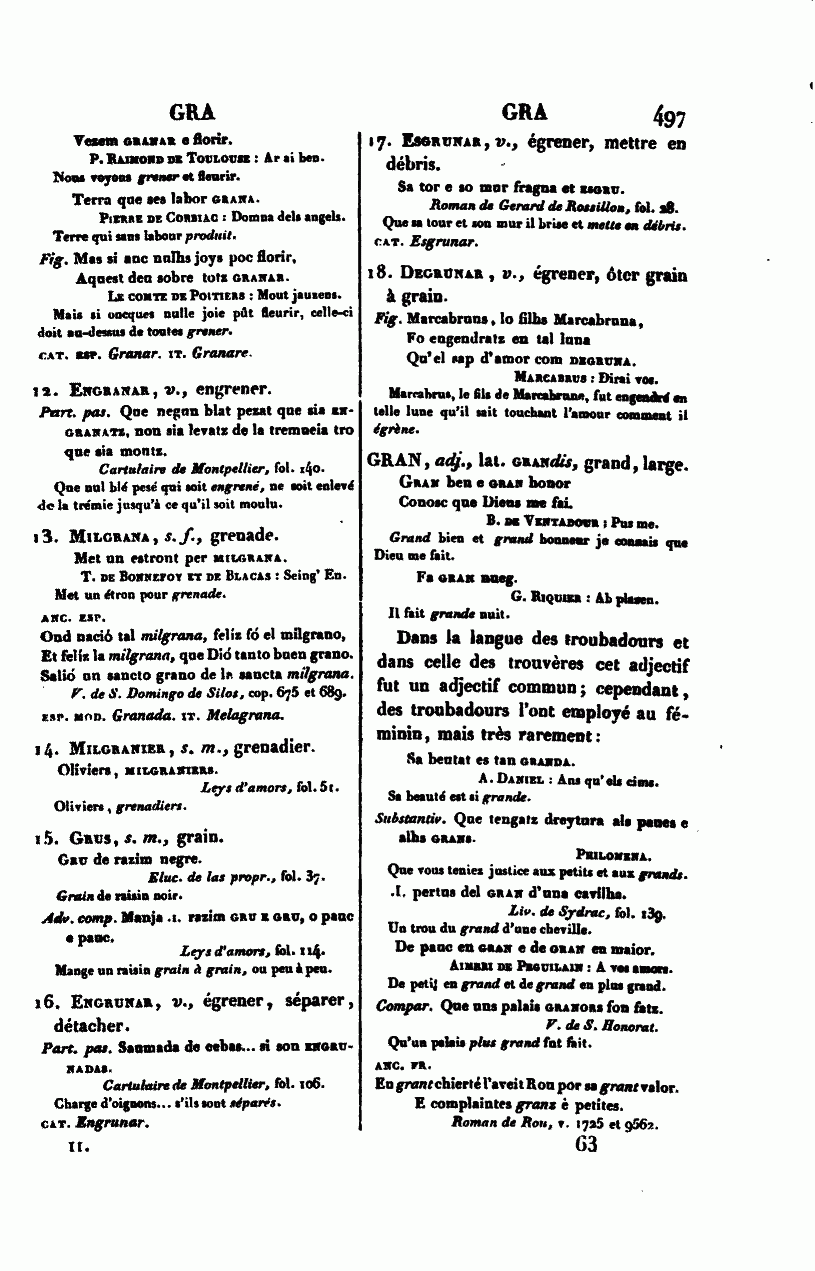 GRA
GRA 497
Vezem GRANAR e florir.
P. RAIMOND DE TOULOUSE : Ar ai ben.
Nous voyons grener et fleurir.
Terra que ses labor GRANA.
PIERRE DE CORBIAC : Domna dels angels.
Terre qui sans labour produit.
Fig. Mas si anc nulhs joys poc florir,
Aquest deu sobre totz GRANAR.
LE COMTE DE POITIERS : Mout jauzens.
Mais si oncques nulle joie pût fleurir, celle-ci
doit au-dessus de toutes grener.
CAT. ESP. Granar. IT. Granare.
12. ENGRANAR, v., engrener.
Part. pas. Que negun blat pezat que sia EN-
GRANATZ, non sia levatz de la tremueia tro
que sia montz.
Cartulaire de Montpellier, fol. 140.
Que nul blé pesé qui soit engrené, ne soit enlevé
de la trémie jusqu'à ce qu'il soit moulu.
13. MILGRANA, s. f., grenade.
Met un estront per MILGRANA.
T. DE BONNEFOY ET DE BLACAS : Seing' En.
Met un étron pour grenade.
ANC. ESP.
Ond nació tal milgrana, feliz fó el milgrano,
Et feliz la milgrana, que Dió tanto buen grano.
Salió un sancto grano de la sancta milgrana.
V. de S. Domingo de Silos, cop. 675 et 689.
ESP. MOD. Granada. IT. Melagrana.
14. MILGRANIER, s. m., grenadier.
Oliviers, MILGRANIERS.
Leys d'amors, fol. 51.
Oliviers, grenadiers.
15. GRUS, s. m., grain.
GRU de razim negre.
Eluc. de las propr., fol. 37.
Grain de raisin noir.
Adv. comp. Manja .I. razim GRU E GRU, o pauc
e pauc.
Leys d'amors, fol. 114.
Mange un raisin grain à grain, ou peu à peu.
16. ENGRUNAR, v., égrener, séparer,
détacher.
Part. pas. Saumada de cebas... si son ENGRU-
NADAS.
Cartulaire de Montpellier, fol. 106.
Charge d'oignons... s'ils sont séparés.
CAT. Engrunar.
II.
17. ESGRUNAR, v., égrener, mettre en
débris.
Sa tor e so mur fragna et ESGRU.
Roman de Gerard de Rossillon, fol. 28.
Que sa tour et son mur il brise et mette en débris.
CAT. Esgrunar.
18. DEGRUNAR, v., égrener, ôter grain
à grain.
Fig. Marcabruns, lo filhs Marcabruna,
Fo engendratz en tal luna
Qu'el sap d'amor com DEGRUNA.
MARCABRUS : Dirai vos.
Marcabrus, le fils de Marcabrune, fut engendré en
telle lune qu'il sait touchant l'amour comment il
égrène.
GRAN, adj., lat. GRANdis, grand, large.
GRAN ben e GRAN honor
Conosc que Dieus me fai.
B. DE VENTADOUR ; Pus me.
Grand bien et grand honneur je connais que
Dieu me fait.
Fa GRAN nueg.
G. RIQUIER : Ab plazen.
Il fait grande nuit.
Dans la langue des troubadours et
dans celle des trouvères cet adjectif
fut un adjectif commun ; cependant,
des troubadours l'ont employé au fé-
minin, mais très rarement :
Sa beutat es tan GRANDA.
A. DANIEL : Ans qu'els cims.
Sa beauté est si grande.
Substantiv. Que tengatz dreytura als paues e
alhs GRANS.
PHILOMENA.
Que vous teniez justice aux petits et aux grands.
.I. pertus del GRAN d'una cavilha.
Liv. de Sydrac, fol. 139.
Un trou du grand d'une cheville.
De pauc en GRAN e de GRAN en maior.
AIMERI DE PEGUILAIN : A vos amors.
De petit en grand et de grand en plus grand.
Compar. Que uns palais GRANORS fon fatz.
V. de S. Honorat.
Qu'un palais plus grand fut fait.
ANC. FR.
En grant chierté l'aveit Rou por sa grant valor.
E complaintes granz è petites.
Roman de Rou, v. 1725 et 9562.
63